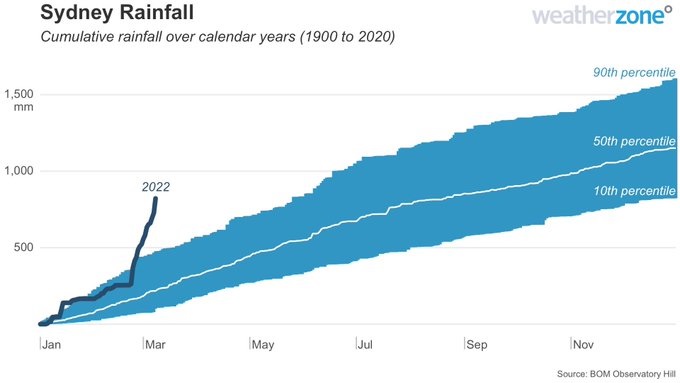 Sydney Rainfall
weatherzone°
Cumulative rainfall over calendar years (1900 to 2020)
90th percentile
1,500
mm
50th percentile
1,000
2022
10th percentile
500
Jan Mar May Jul Sep Nov
Source: BOM Observatory Hill